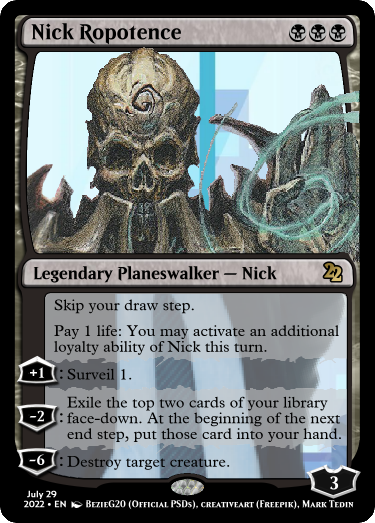 Nick Ropotence
Legendary Planeswalker — Nick
Skip your draw step.
Pay 1 life: You may activate an additional
loyalty ability of Nick this turn.
+1 : Surveil 1.
Exile the top two cards of your library
-2 : face-down. At the beginning of the next
end step, put those card into your hand.
-6 : Destroy target creature.
3
July 29
2022 • EN BezieG20 (Official PSDs), creativeart (Freepik), Mark Tedin